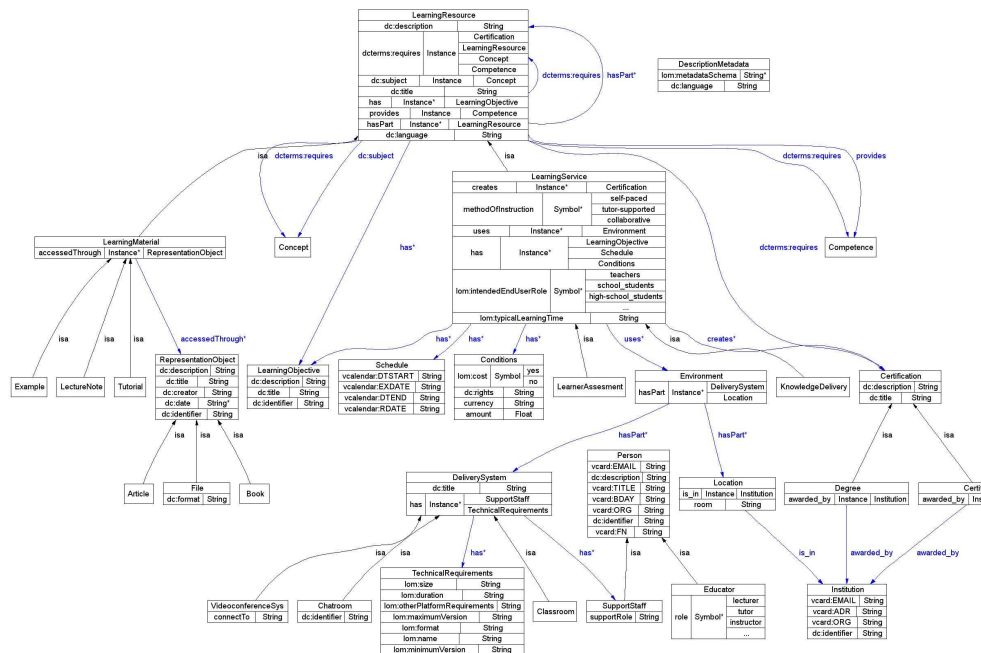 LearningResource
dc:description String
dcterms:requires Instance Certification
LearningResource
Concept
Competence
dc:subject Instance Concept
dc:title String
has Instance* LearningObjective
provides Instance Competence
hasPart Instance* LearningResource
dc:language String
dcterms:requires
hasPart*
DescriptionMetadata
lom:metadataSchema String*
dc:language String
isa
dcterms:requires
dc:subject
isa
dcterms:requires
provides
LearningService
creates Instance* Certification
methodOfInstruction Symbol* self-paced
tutor-supported
collaborative
uses Instance* Environment
has Instance* LearningObjective
Schedule
Conditions
lom:intendedEndUserRole Symbol* teachers
school_students
high-school_students
...
lom:typicalLearningTime String
LearningMaterial
accessedThrough Instance* RepresentationObject
Concept
has*
dcterms:requires
Competence
isa
isa
isa
accessedThrough*
has*
has*
has*
isa
uses*
isa
creates*
Example
LectureNote
Tutorial
RepresentationObject
dc:description String
dc:title String
dc:creator String
dc:date String*
dc:identifier String
LearningObjective
dc:description String
dc:title String
dc:identifier String
Schedule
vcalendar:DTSTART String
vcalendar:EXDATE String
vcalendar:DTEND String
vcalendar:RDATE String
Conditions
lom:cost Symbol yes
no
dc:rights String
currency String
amount Float
LearnerAssesment
Environment
hasPart Instance* DeliverySystem
Location
KnowledgeDelivery
Certification
dc:description String
dc:title String
isa
isa
isa
hasPart*
hasPart*
isa
isa
Article
File
dc:format String
Book
DeliverySystem
dc:title String
has Instance* SupportStaff
TechnicalRequirements
Person
vcard:EMAIL String
dc:description String
vcard:TITLE String
vcard:BDAY String
vcard:ORG String
dc:identifier String
vcard:FN String
Location
is_in Instance Institution
room String
Degree
awarded_by Instance Institution
Certi
awarded_by Instance Insti
isa
isa
has*
isa
has*
isa
isa
is_in
awarded_by
awarded_by
VideoconferenceSys
connectTo String
Chatroom
dc:identifier String
TechnicalRequirements
lom:size String
lom:duration String
lom:otherPlatformRequirements String
lom:maximumVersion String
lom:format String
lom:name String
lom:minimumVersion String
Classroom
SupportStaff
supportRole String
Educator
role Symbol* lecturer
tutor
instructor
...
Institution
vcard:EMAIL String
vcard:ADR String
vcard:ORG String
dc:identifier String